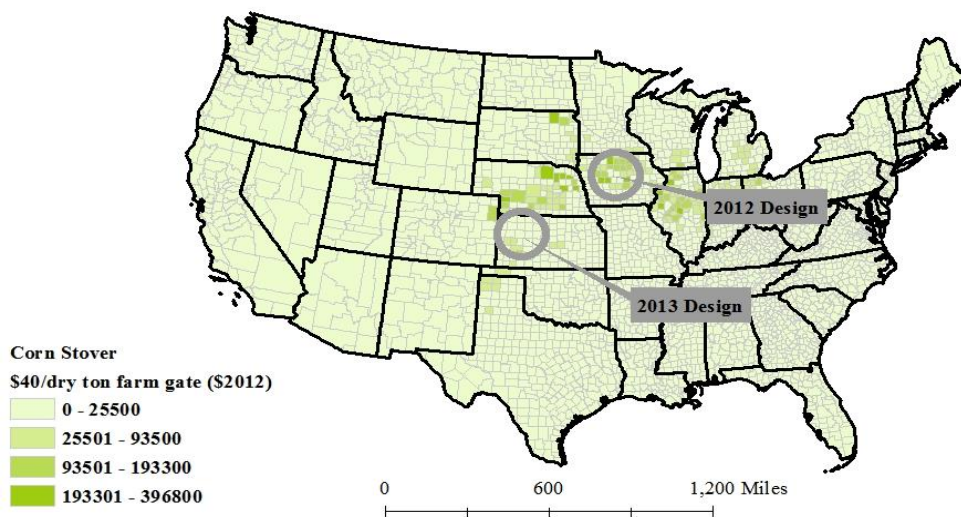 2012 Design
2013 Design
Corn Stover
$40/dry ton farm gate ($2012)
0 - 25500
25501 - 93500
93501 - 193300
193301 - 396800
0 600 1,200 Miles